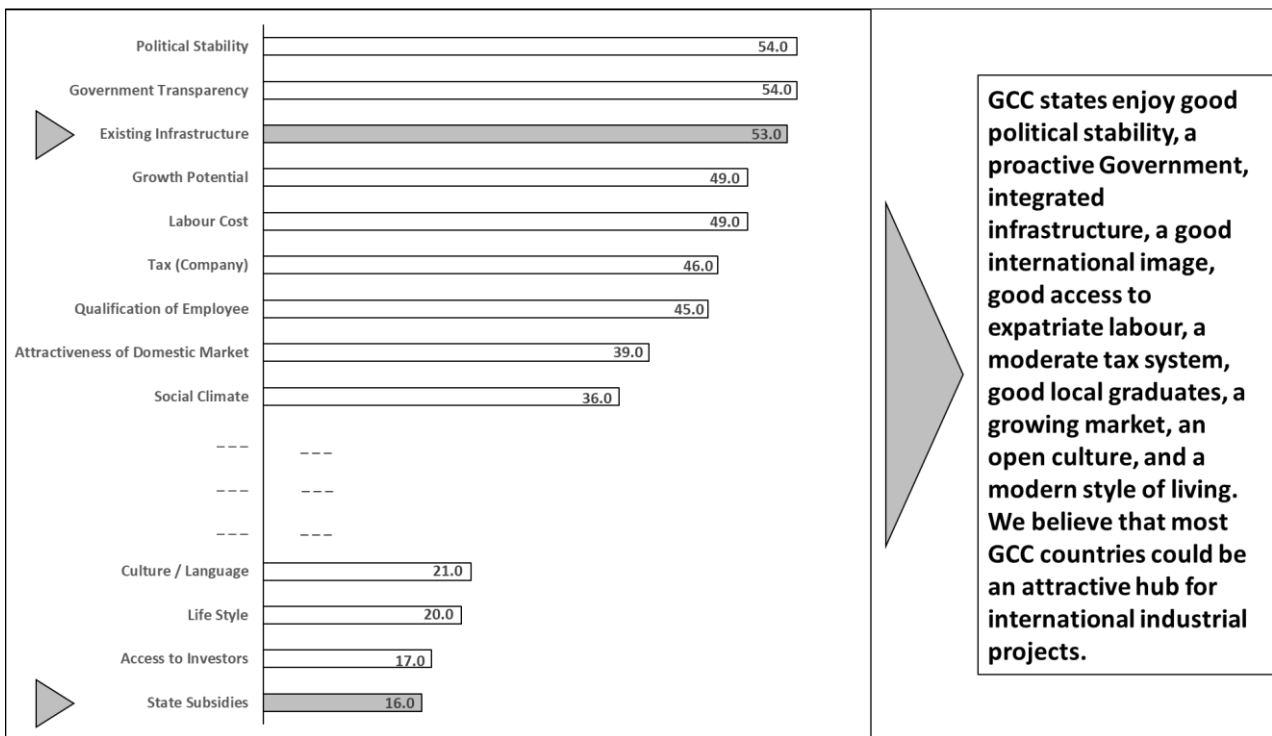 Political Stability 54.0
Government Transparency 54.0
Existing Infrastructure 53.0
Growth Potential 49.0
Labour Cost 49.0
Tax (Company) 46.0
Qualification of Employee 45.0
Attractiveness of Domestic Market 39.0
Social Climate 36.0
--- ---
--- ---
--- ---
Culture / Language 21.0
Life Style 20.0
Access to Investors 17.0
State Subsidies 16.0
GCC states enjoy good
political stability, a
proactive Government,
integrated
infrastructure, a good
international image,
good access to
expatriate labour, a
moderate tax system,
good local graduates, a
growing market, an
open culture, and a
modern style of living.
We believe that most
GCC countries could be
an attractive hub for
international industrial
projects.